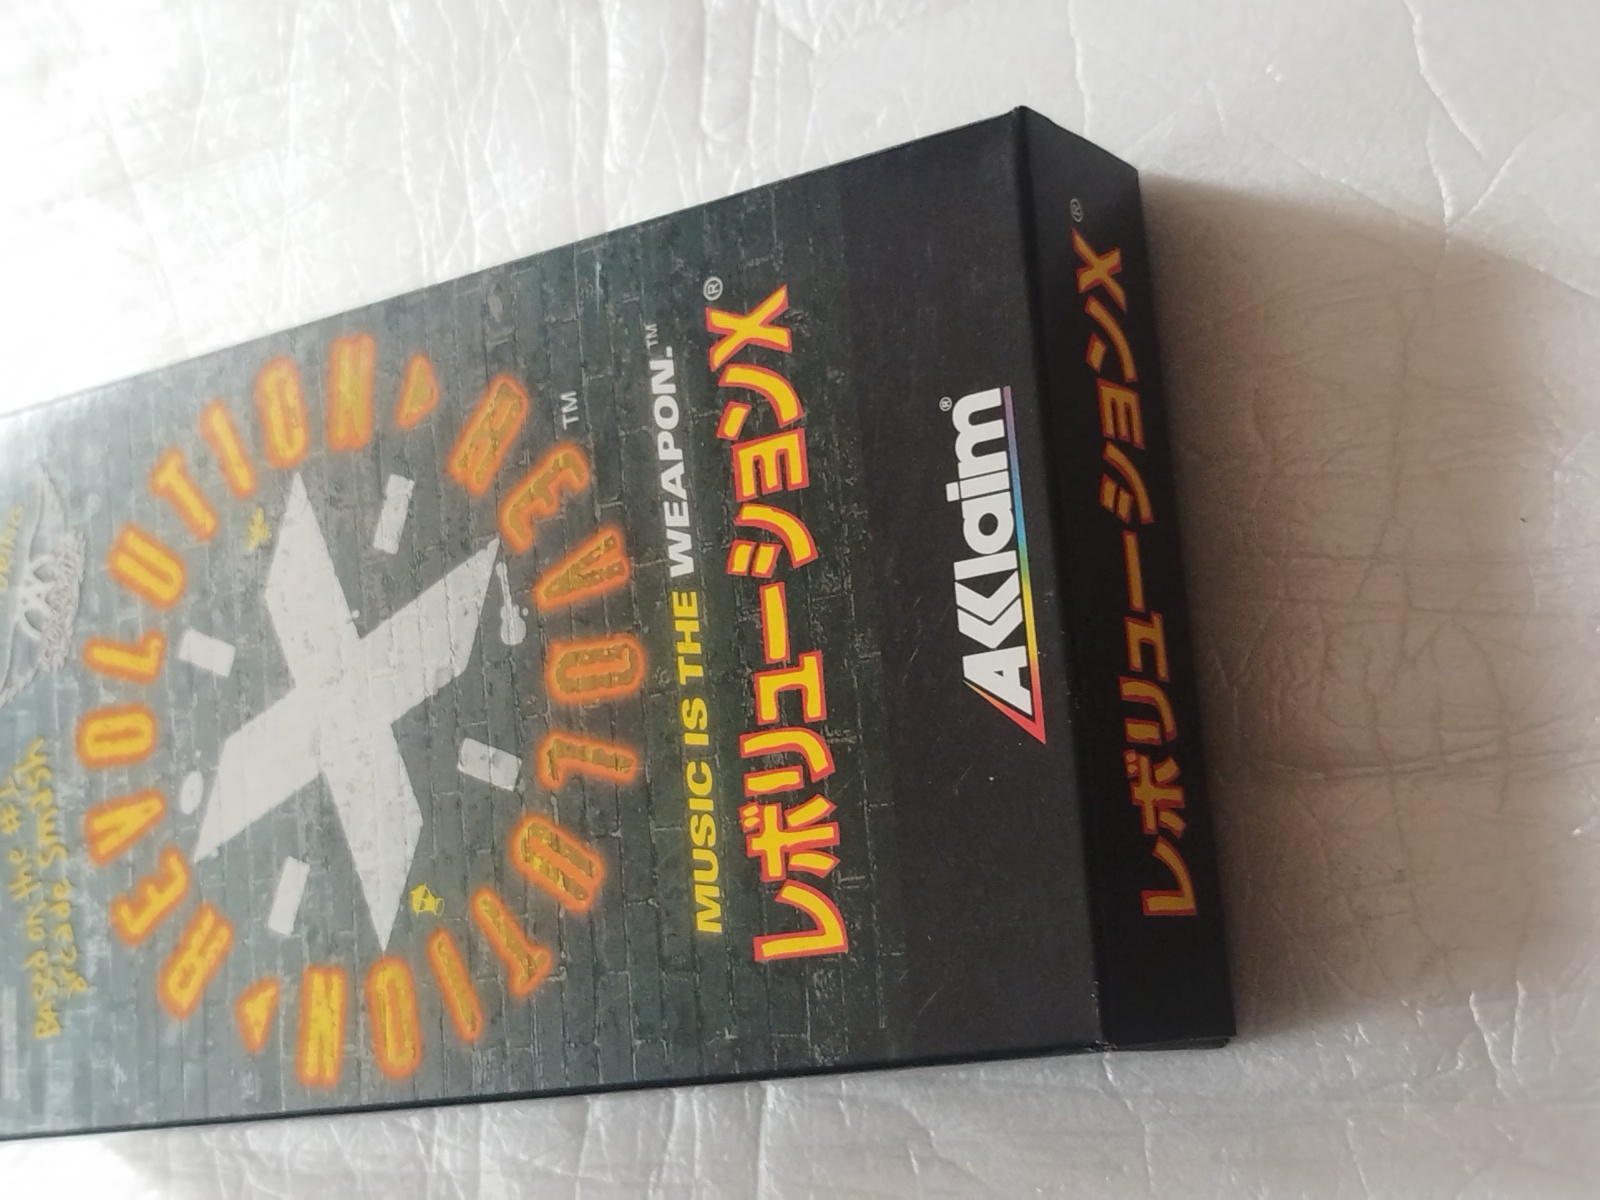 Based on the #1
arcade smash
REVOLUTION REVOLUTION
X
TM
MUSIC IS THE WEAPON.™
レボリューションX®
AKklaim®
レボリューションX®